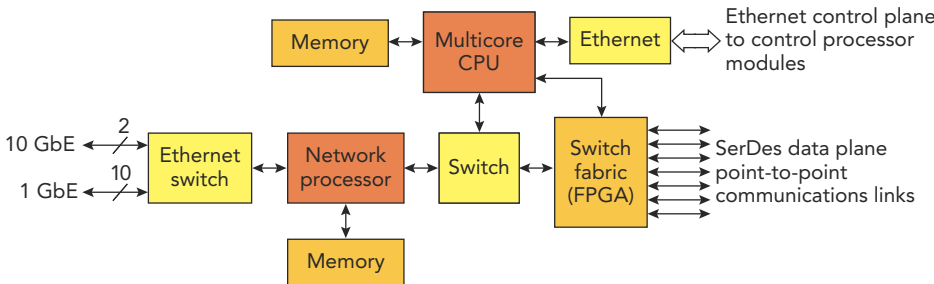 Memory
Multicore
CPU
Ethernet
Ethernet control plane
to control processor
modules
10 GbE
2
1 GbE
10
Ethernet
switch
Network
processor
Switch
Switch
fabric
(FPGA)
SerDes data plane
point-to-point
communications links
Memory